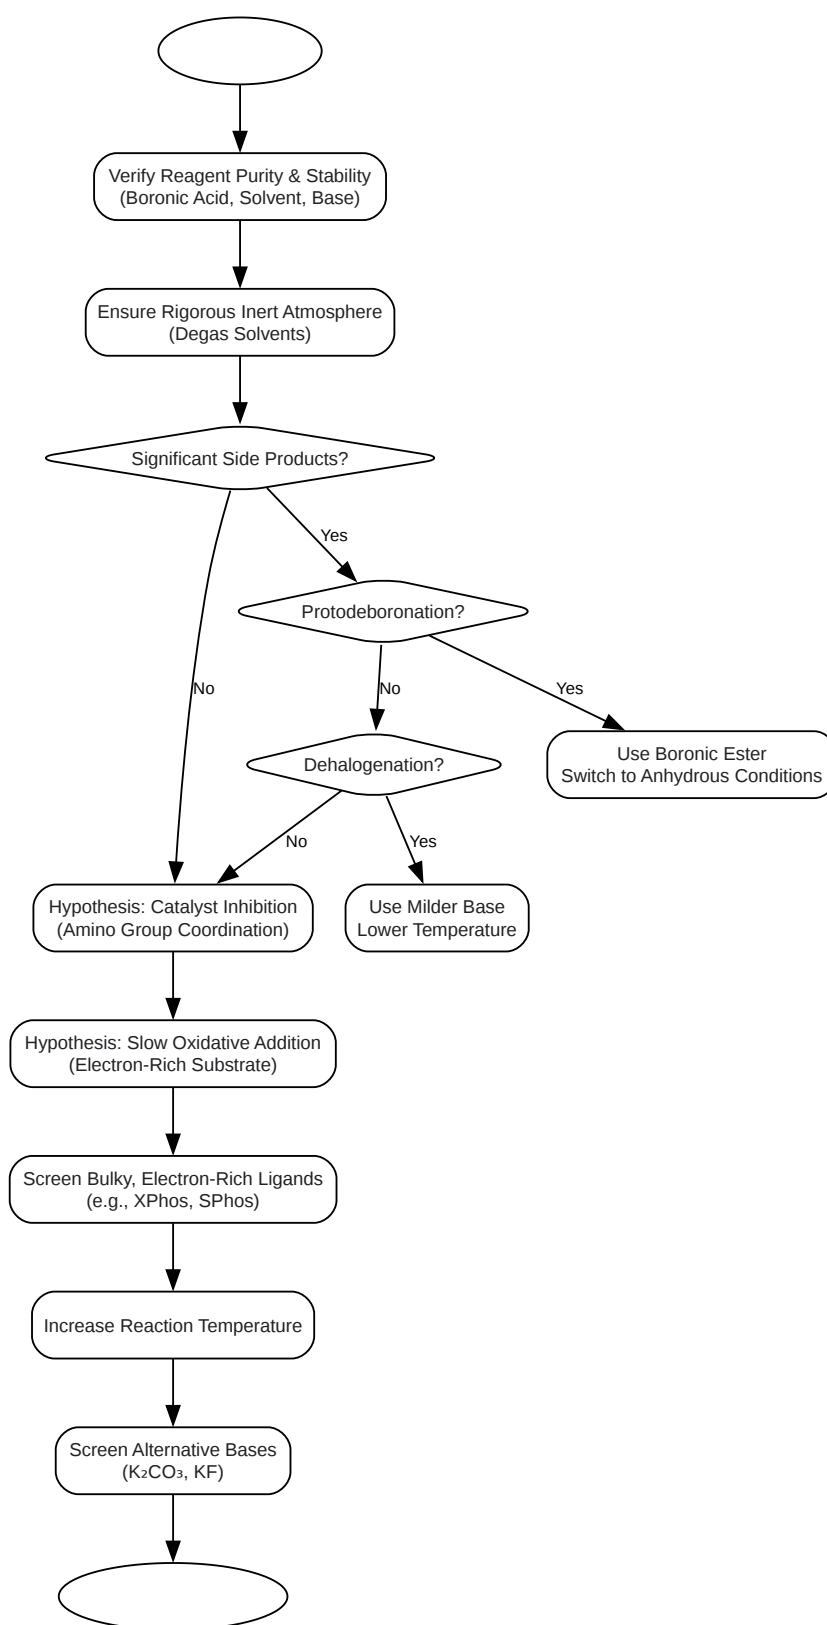 Verify Reagent Purity & Stability
(Boronic Acid, Solvent, Base)
Ensure Rigorous Inert Atmosphere
(Degas Solvents)
Significant Side Products?
Yes
Protodeboronation?
No
No
Yes
Use Boronic Ester
Switch to Anhydrous Conditions
Dehalogenation?
No
Yes
Hypothesis: Catalyst Inhibition
(Amino Group Coordination)
Use Milder Base
Lower Temperature
Hypothesis: Slow Oxidative Addition
(Electron-Rich Substrate)
Screen Bulky, Electron-Rich Ligands
(e.g., XPhos, SPhos)
Increase Reaction Temperature
Screen Alternative Bases
(K₂CO₃, KF)